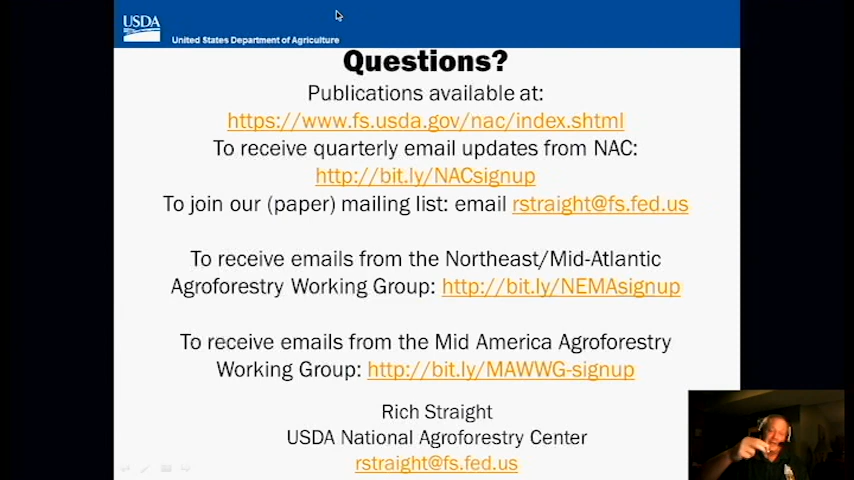 USDA
United States Department of Agriculture
Questions?
Publications available at:
https://www.fs.usda.gov/nac/index.shtml
To receive quarterly email updates from NAC:
http://bit.ly/NACsignup
To join our (paper) mailing list: email rstraight@fs.fed.us
To receive emails from the Northeast/Mid-Atlantic
Agroforestry Working Group: http://bit.ly/NEMAsignup
To receive emails from the Mid America Agroforestry
Working Group: http://bit.ly/MAWWG-signup
Rich Straight
USDA National Agroforestry Center
rstraight@fs.fed.us